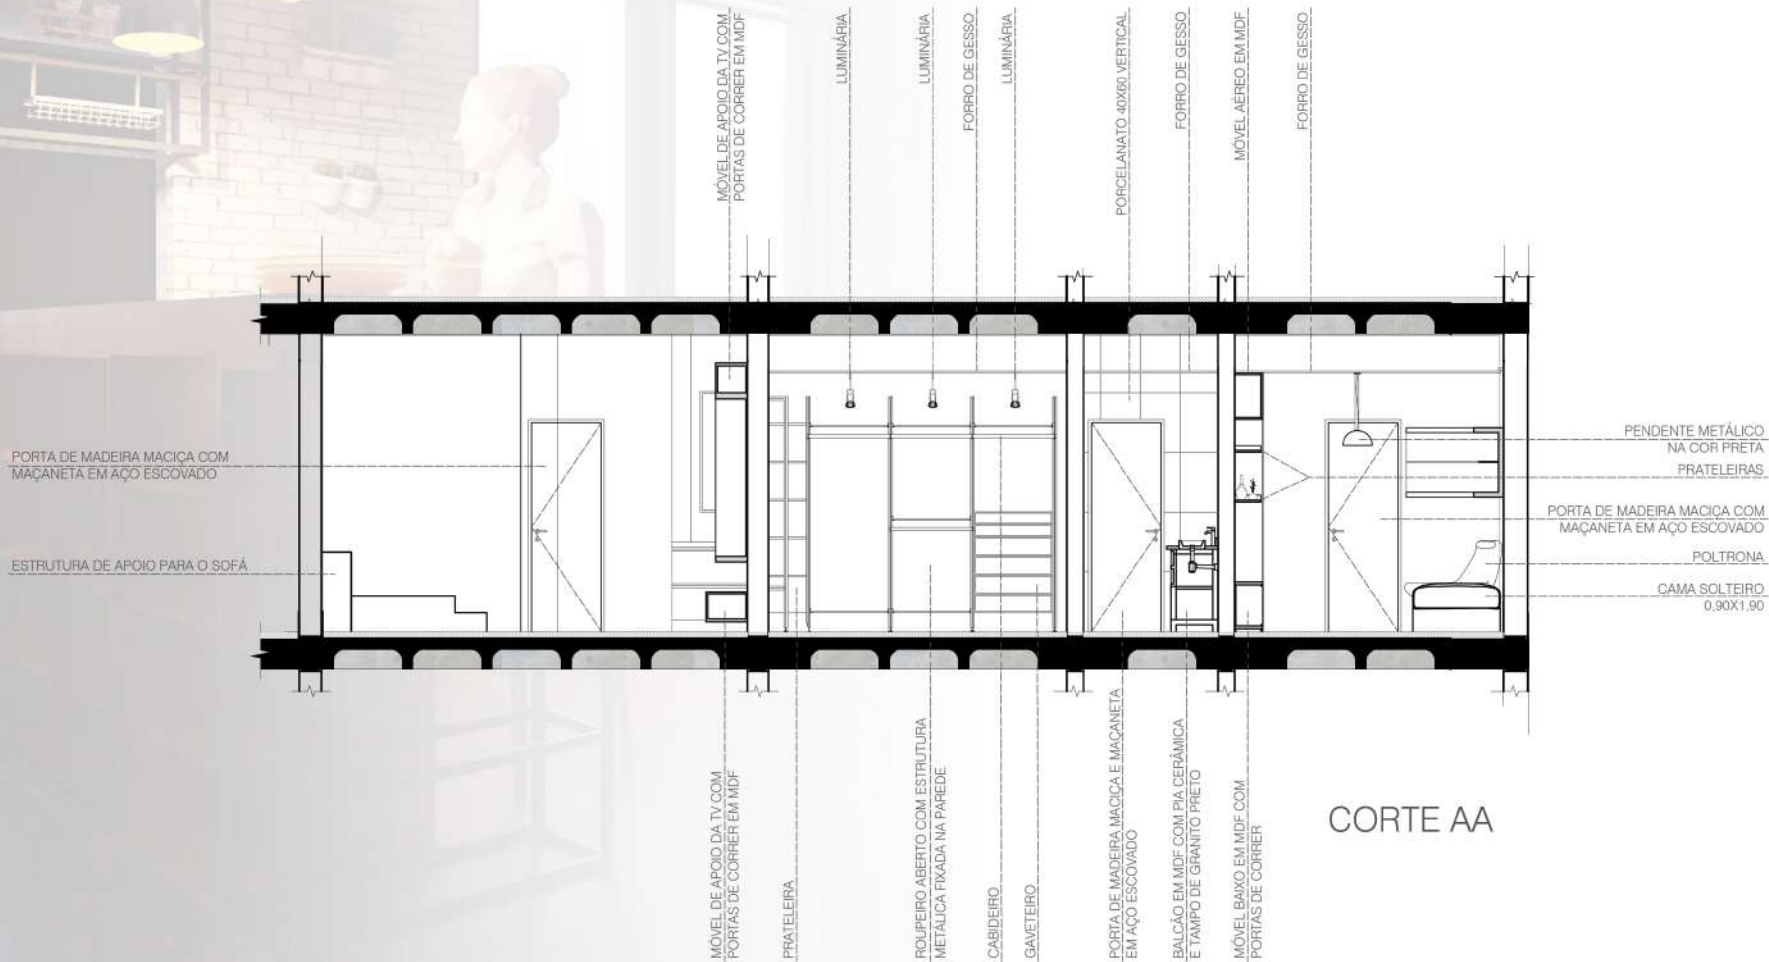 MÓVEL DE APOIO DA TV COM
PORTAS DE CORRER EM MDF
LUMINÁRIA
LUMINÁRIA
FORRO DE GESSO
LUMINÁRIA
PORCELANATO 40X60 VERTICAL
FORRO DE GESSO
MÓVEL AÉREO EM MDF
FORRO DE GESSO
PORTA DE MADEIRA MACIÇA COM
MAÇANETA EM AÇO ESCOVADO
ESTRUTURA DE APOIO PARA O SOFÁ
PENDENTE METÁLICO
NA COR PRETA
PRATELEIRAS
PORTA DE MADEIRA MACIÇA COM
MAÇANETA EM AÇO ESCOVADO
POLTRONA
CAMA SOLTEIRO
0,90X1,90
MÓVEL DE APOIO DA TV COM
PORTAS DE CORRER EM MDF
PRATELEIRA
ROUPEIRO ABERTO COM ESTRUTURA
METÁLICA FIXADA NA PAREDE
CABIDEIRO
GAVETEIRO
PORTA DE MADEIRA MACIÇA E MAÇANETA
EM AÇO ESCOVADO
BALCÃO EM MDF COM PIA CERÂMICA
E TAMPO DE GRANITO PRETO
MÓVEL BAIXO EM MDF COM
PORTAS DE CORRER
CORTE AA